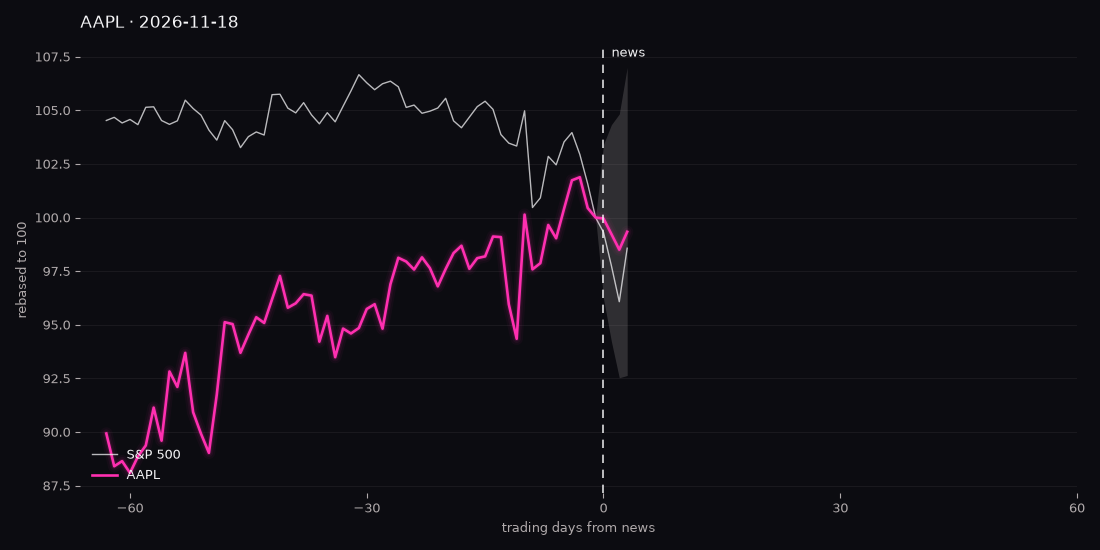 AAPL · 2026-11-18
news
107.5
105.0
102.5
100.0
97.5
95.0
92.5
90.0
87.5
rebased to 100
S&P 500
AAPL
−60
−30
0
30
60
trading days from news